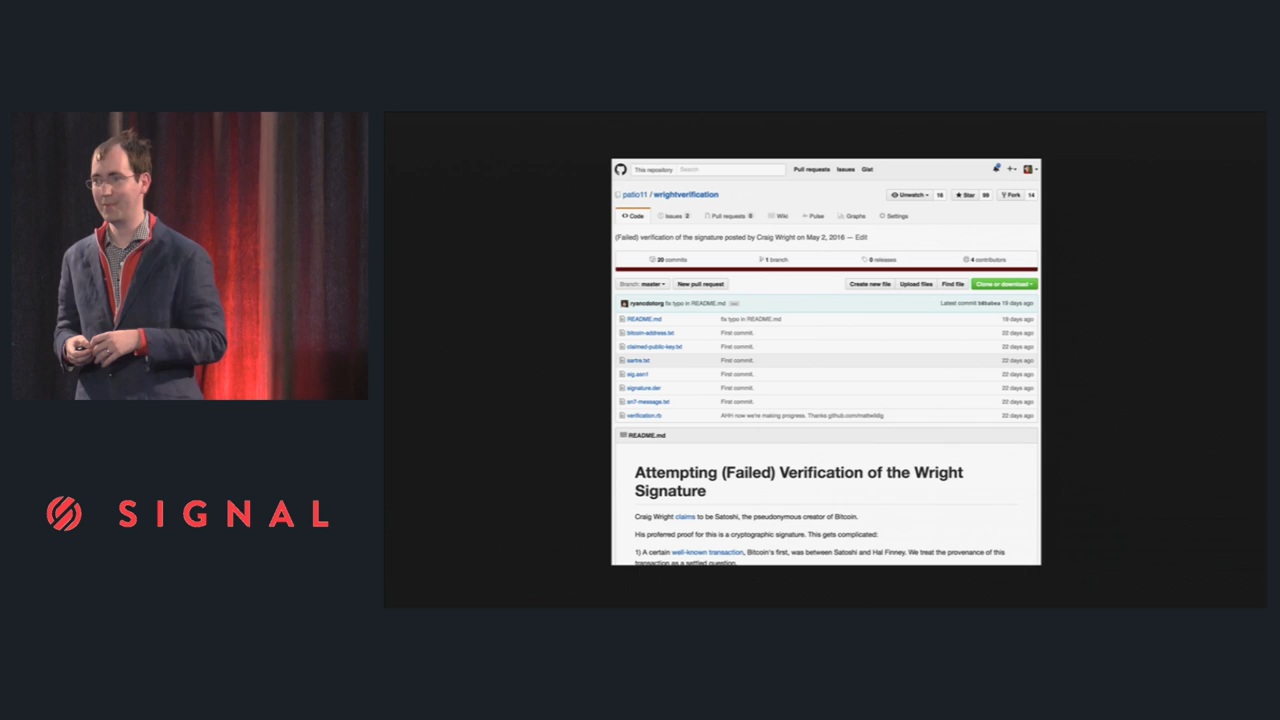 This repository Search Pull requests Issues Gist
patio11 / wrightverification Unwatch 16 Star 99 Fork 14
Code Issues 2 Pull requests 0 Wiki Pulse Graphs Settings
(Failed) verification of the signature posted by Craig Wright on May 2, 2016 — Edit
20 commits 1 branch 0 releases 4 contributors
Branch: master New pull request Create new file Upload files Find file Clone or download
ryancdotorg fix typo in README.md Latest commit 19 days ago
README.md fix typo in README.md 19 days ago
bitcoin-address.txt First commit. 22 days ago
claimed-public-key.txt First commit. 22 days ago
sartre.txt First commit. 22 days ago
sig.asn1 First commit. 22 days ago
signature.der First commit. 22 days ago
sn7-message.txt First commit. 22 days ago
verification.rb AHH now we're making progress. Thanks github.com/mattwildig 22 days ago
README.md
Attempting (Failed) Verification of the Wright
Signature
Craig Wright claims to be Satoshi, the pseudonymous creator of Bitcoin.
His proferred proof for this is a cryptographic signature. This gets complicated:
1) A certain well-known transaction, Bitcoin's first, was between Satoshi and Hal Finney. We treat the provenance of this
transaction as a settled question.
SIGNAL